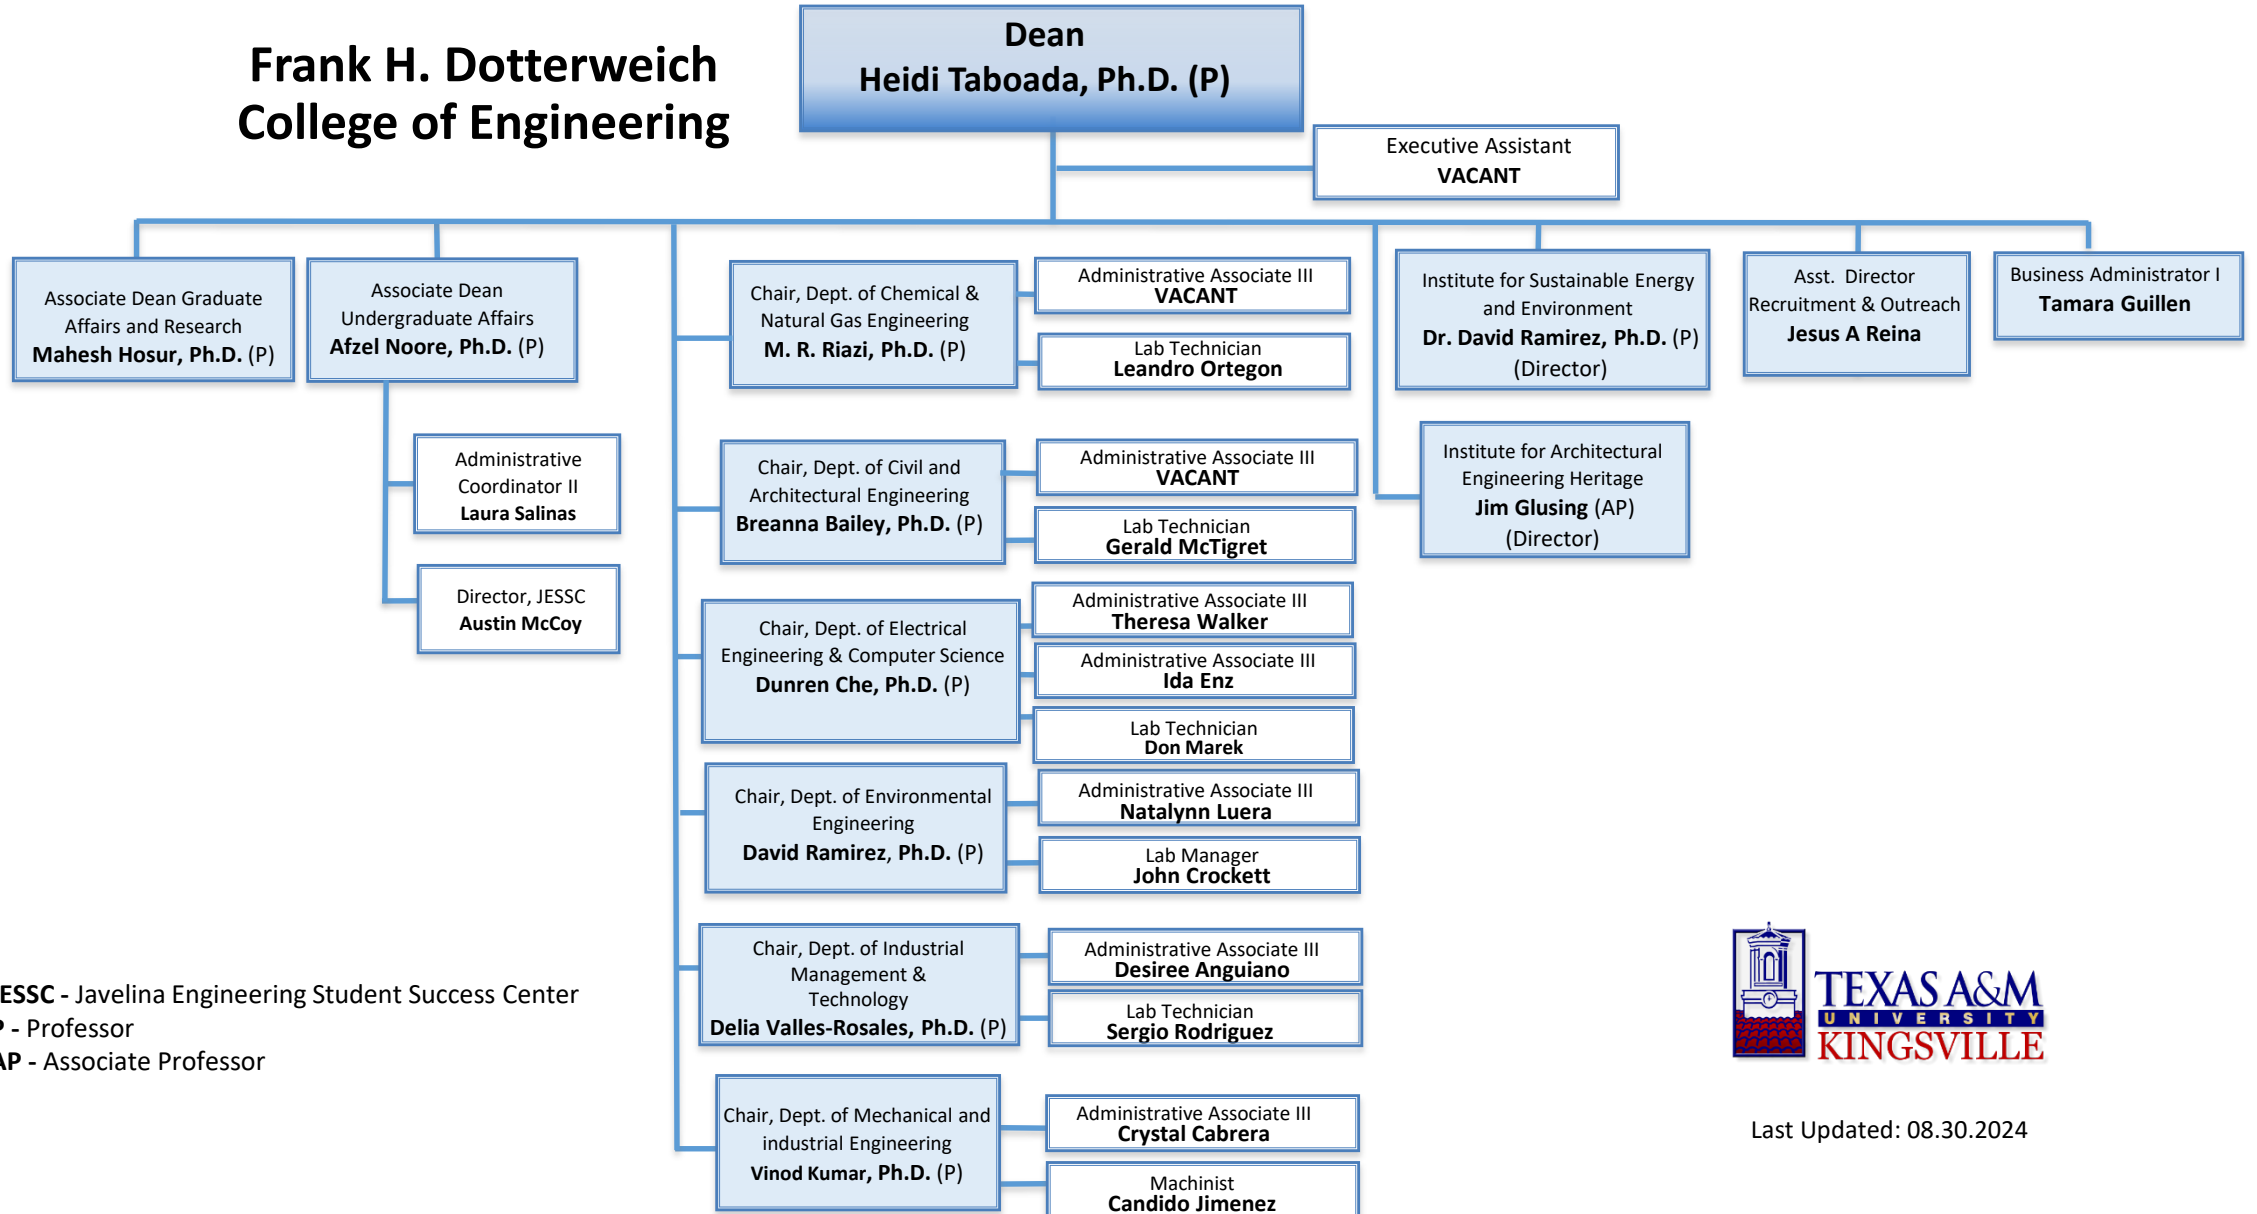 Frank H. Dotterweich
College of Engineering
Dean
Heidi Taboada, Ph.D. (P)
Executive Assistant
VACANT
Associate Dean Graduate
Affairs and Research
Mahesh Hosur, Ph.D. (P)
Associate Dean
Undergraduate Affairs
Afzel Noore, Ph.D. (P)
Administrative
Coordinator II
Laura Salinas
Director, JESSC
Austin McCoy
Chair, Dept. of Chemical &
Natural Gas Engineering
M. R. Riazi, Ph.D. (P)
Administrative Associate III
VACANT
Lab Technician
Leandro Ortegon
Chair, Dept. of Civil and
Architectural Engineering
Breanna Bailey, Ph.D. (P)
Administrative Associate III
VACANT
Lab Technician
Gerald McTigret
Chair, Dept. of Electrical
Engineering & Computer Science
Dunren Che, Ph.D. (P)
Administrative Associate III
Theresa Walker
Administrative Associate III
Ida Enz
Lab Technician
Don Marek
Chair, Dept. of Environmental
Engineering
David Ramirez, Ph.D. (P)
Administrative Associate III
Natalynn Luera
Lab Manager
John Crockett
Chair, Dept. of Industrial
Management &
Technology
Delia Valles-Rosales, Ph.D. (P)
Administrative Associate III
Desiree Anguiano
Lab Technician
Sergio Rodriguez
Chair, Dept. of Mechanical and
industrial Engineering
Vinod Kumar, Ph.D. (P)
Administrative Associate III
Crystal Cabrera
Machinist
Candido Jimenez
Institute for Sustainable Energy
and Environment
Dr. David Ramirez, Ph.D. (P)
(Director)
Institute for Architectural
Engineering Heritage
Jim Glusing (AP)
(Director)
Asst. Director
Recruitment & Outreach
Jesus A Reina
Business Administrator I
Tamara Guillen
ESSC - Javelina Engineering Student Success Center
P - Professor
AP - Associate Professor
TEXAS A&M
UNIVERSITY
KINGSVILLE
Last Updated: 08.30.2024